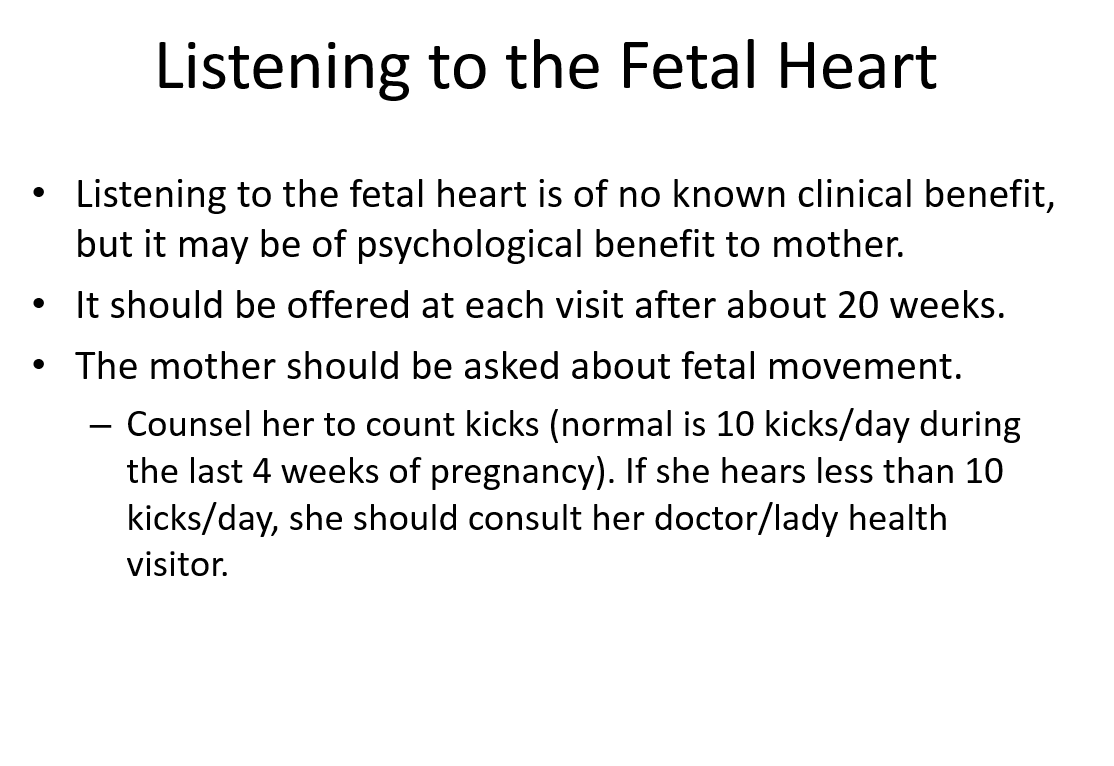 Listening to the Fetal Heart
• Listening to the fetal heart is of no known clinical benefit,
but it may be of psychological benefit to mother.
• It should be offered at each visit after about 20 weeks.
• The mother should be asked about fetal movement.
– Counsel her to count kicks (normal is 10 kicks/day during
the last 4 weeks of pregnancy). If she hears less than 10
kicks/day, she should consult her doctor/lady health
visitor.